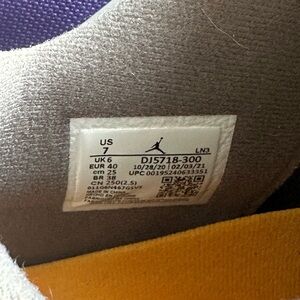 US
7
LN3
UK 6
EUR 40
cm 25
BR 38
CN 250(2.5)
DJ5718-300
10/28/20 02/03/21
UPC 00195240633351